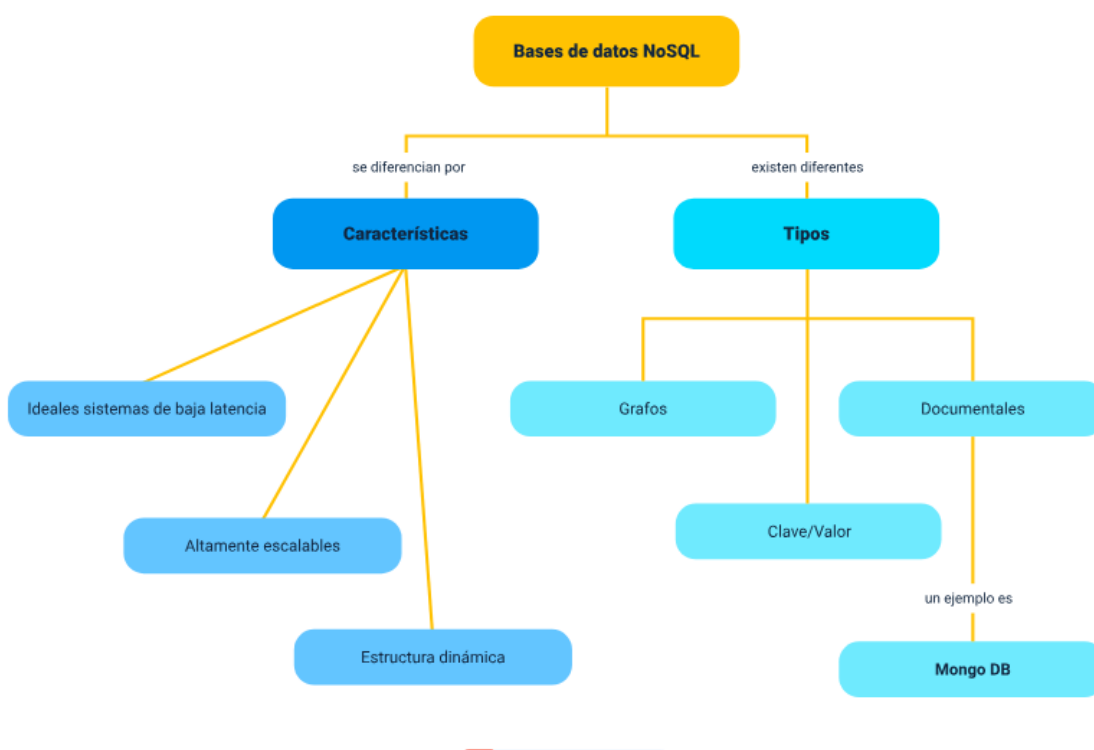 Bases de datos NoSQL
se diferencian por
existen diferentes
Características
Tipos
Ideales sistemas de baja latencia
Grafos
Documentales
Altamente escalables
Clave/Valor
un ejemplo es
Estructura dinámica
Mongo DB